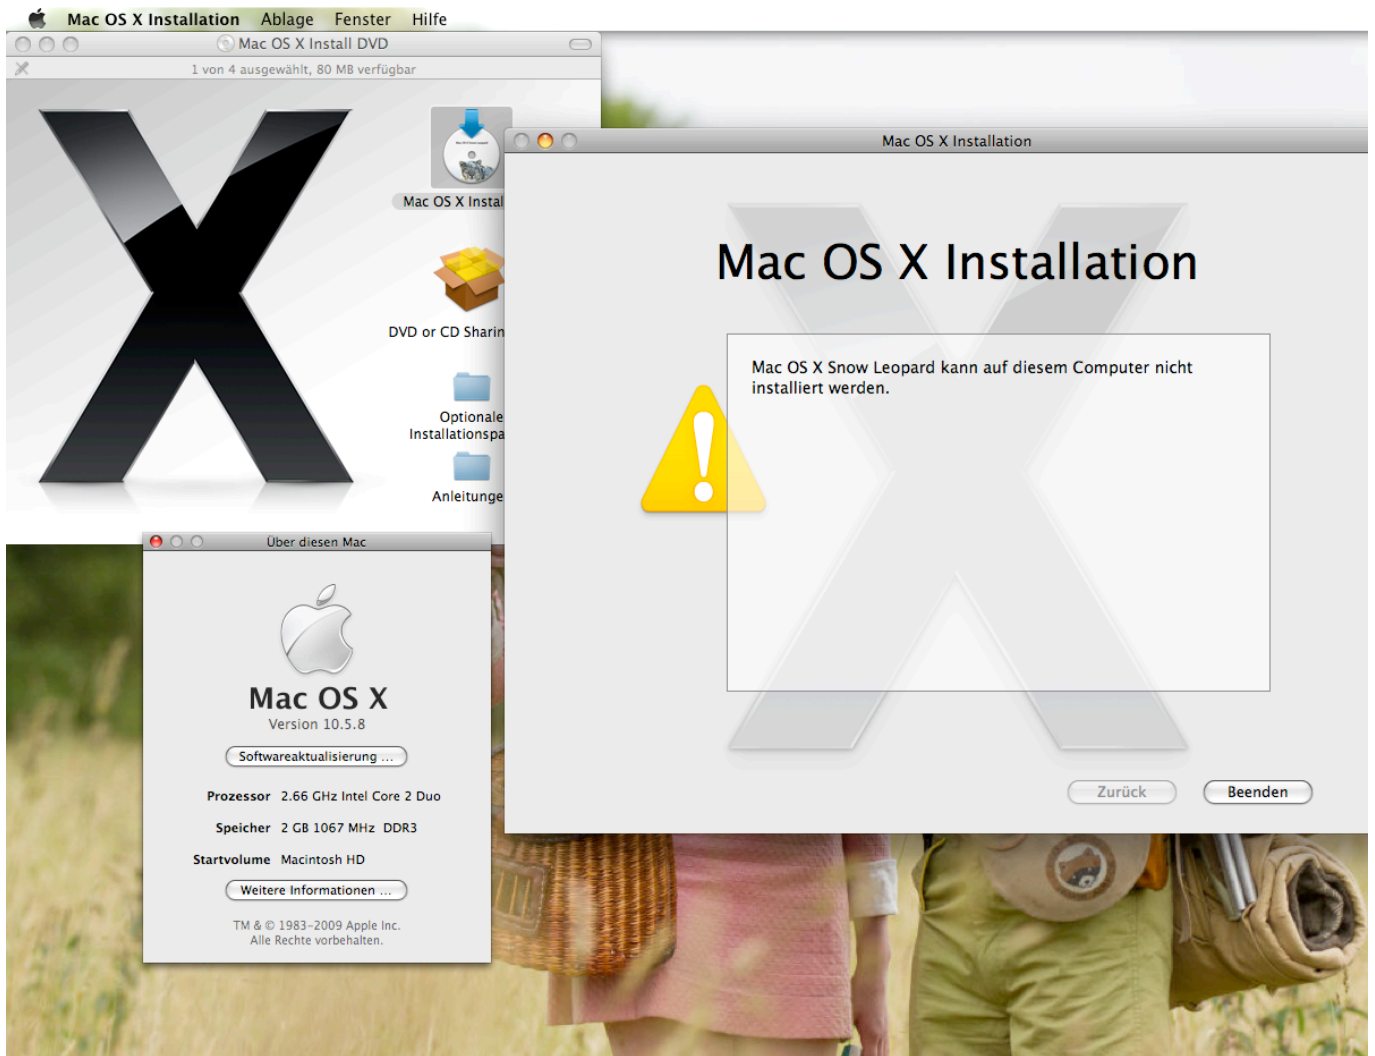 Mac OS X Installation Ablage Fenster Hilfe
Mac OS X Install DVD
1 von 4 ausgewählt, 80 MB verfügbar
Mac OS X Instal
DVD or CD Sharin
Optionale
Installationspa
Anleitunge
Mac OS X Installation
Mac OS X Installation
Mac OS X Snow Leopard kann auf diesem Computer nicht
installiert werden.
Zurück Beenden
Über diesen Mac
Mac OS X
Version 10.5.8
Softwareaktualisierung ...
Prozessor 2.66 GHz Intel Core 2 Duo
Speicher 2 GB 1067 MHz DDR3
Startvolume Macintosh HD
Weitere Informationen ...
TM & © 1983–2009 Apple Inc.
Alle Rechte vorbehalten.